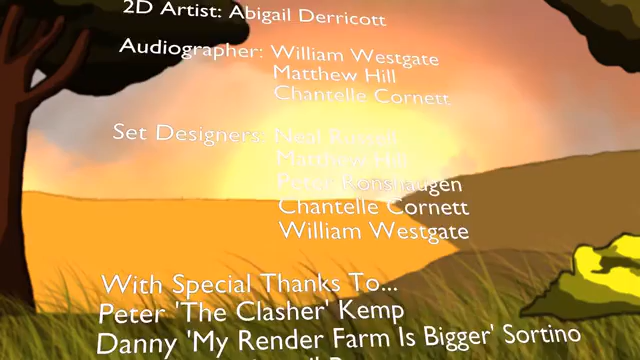 2D Artist: Abigail Derricott
Audiographer: William Westgate
Matthew Hill
Chantelle Cornett
Set Designers: Neal Russell
Matthew Hill
Peter Ronshaugen
Chantelle Cornett
William Westgate
With Special Thanks To...
Peter 'The Clasher' Kemp
Danny 'My Render Farm Is Bigger' Sortino